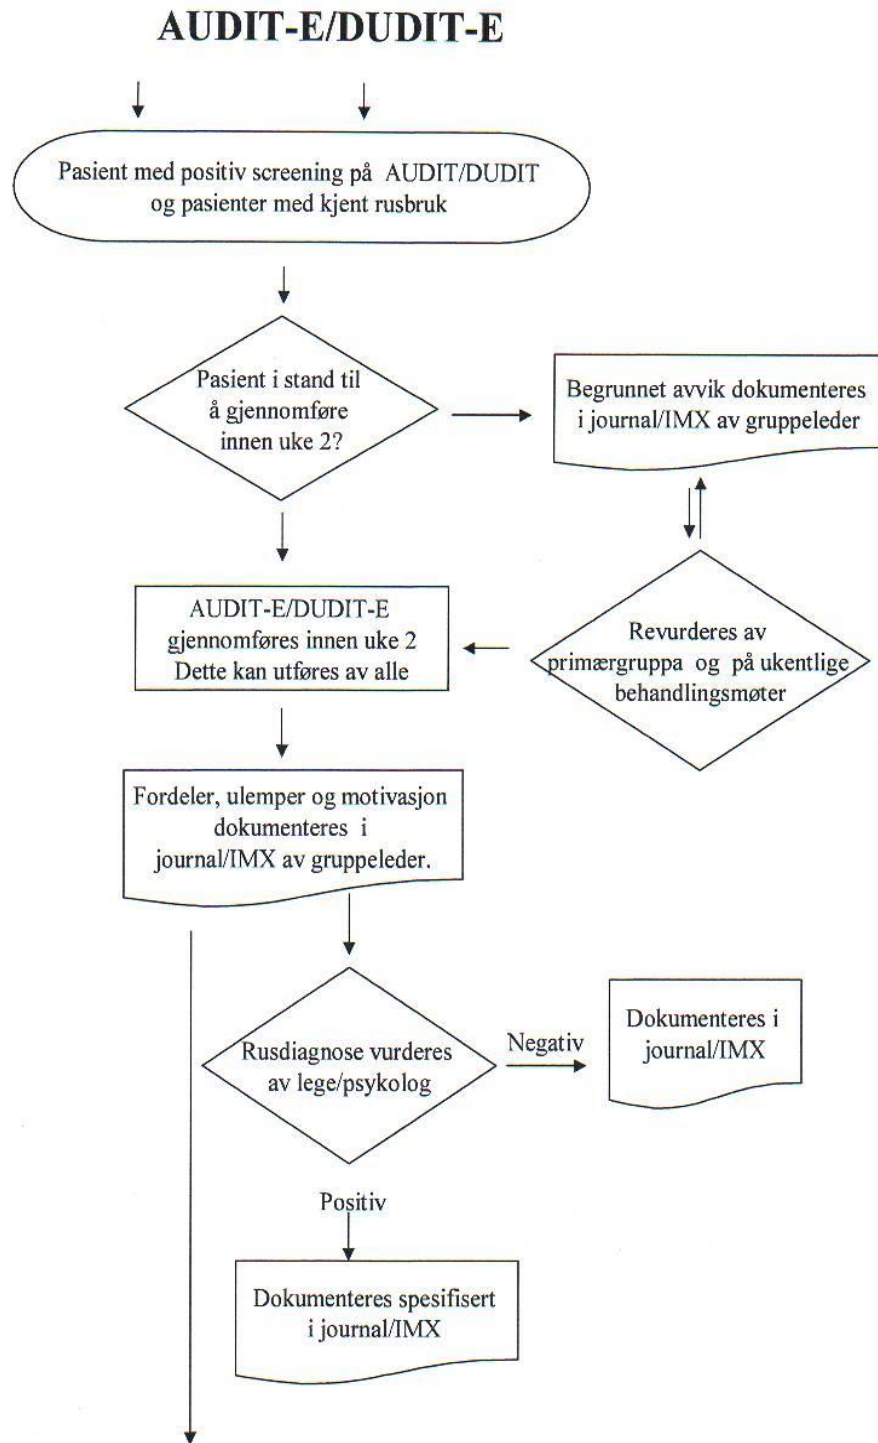 AUDIT-E/DUDIT-E
Pasient med positiv screening på AUDIT/DUDIT
og pasienter med kjent rusbruk
Pasient i stand til
å gjennomføre
innen uke 2?
Begrunnet avvik dokumenteres
i journal/IMX av gruppeleder
AUDIT-E/DUDIT-E
gjennomføres innen uke 2
Dette kan utføres av alle
Revurderes av
primærgruppa og på ukentlige
behandlingsmøter
Fordeler, ulemper og motivasjon
dokumenteres i
journal/IMX av gruppeleder.
Rusdiagnose vurderes
av lege/psykolog
Negativ
Dokumenteres i
journal/IMX
Positiv
Dokumenteres spesifisert
i journal/IMX